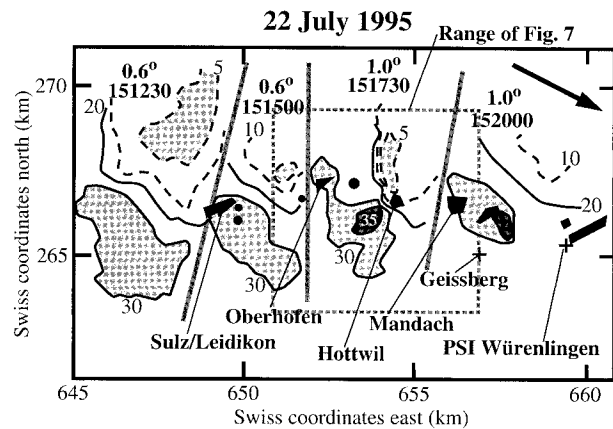 22 July 1995
Range of Fig. 7
270
265
Swiss coordinates north (km)
20
0.6°
151230
5
0.6°
151500
10
1.0°
151730
5
1.0°
152000
10
20
35
30
30
30
Geissberg
Oberhofen
Mandach
Sulz/Leidikon
Hottwil
PSI Würenlingen
645
650
655
660
Swiss coordinates east (km)